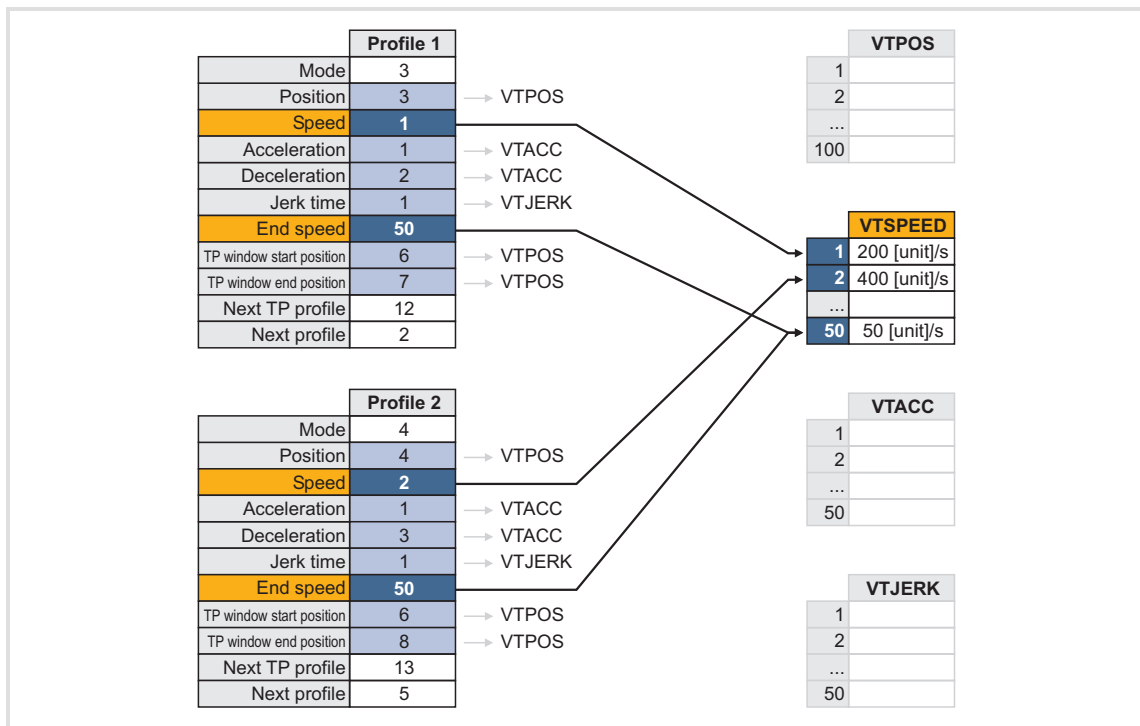 Profile 1
Mode 3
Position 3 VTPOS
Speed 1
Acceleration 1 VTACC
Deceleration 2 VTACC
Jerk time 1 VTJERK
End speed 50
TP window start position 6 VTPOS
TP window end position 7 VTPOS
Next TP profile 12
Next profile 2
Profile 2
Mode 4
Position 4 VTPOS
Speed 2
Acceleration 1 VTACC
Deceleration 3 VTACC
Jerk time 1 VTJERK
End speed 50
TP window start position 6 VTPOS
TP window end position 8 VTPOS
Next TP profile 13
Next profile 5
VTPOS
1
2
...
100
VTSPEED
1 200 [unit]/s
2 400 [unit]/s
...
50 50 [unit]/s
VTACC
1
2
...
50
VTJERK
1
2
...
50